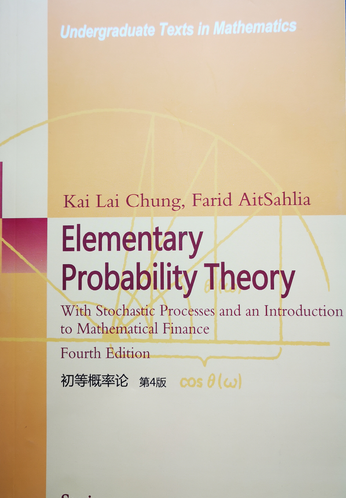 Undergraduate Texts in Mathematics
Kai Lai Chung, Farid AitSahlia
Elementary
Probability Theory
With Stochastic Processes and an Introduction
to Mathematical Finance
Fourth Edition
初等概率论 第4版
cos θ(ω)